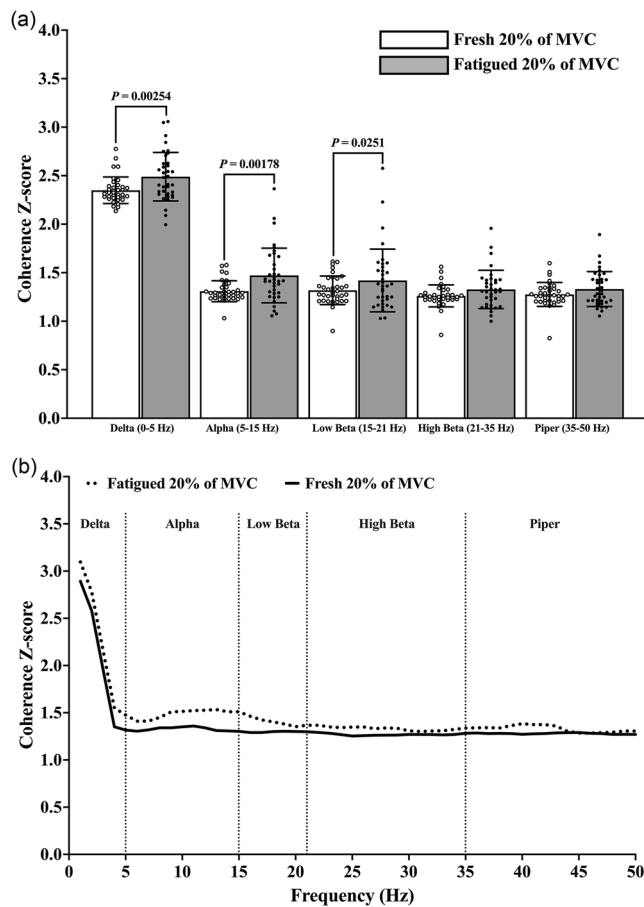 (a)
4.0
3.5
3.0
2.5
2.0
1.5
1.0
0.5
0.0
Coherence Z-score
Fresh 20% of MVC
Fatigued 20% of MVC
P = 0.00254
P = 0.00178
P = 0.0251
Delta (0-5 Hz)
Alpha (5-15 Hz)
Low Beta (15-21 Hz)
High Beta (21-35 Hz)
Piper (35-50 Hz)
(b)
4.0
3.5
3.0
2.5
2.0
1.5
1.0
0.5
0.0
Coherence Z-score
Fatigued 20% of MVC
Fresh 20% of MVC
Delta
Alpha
Low Beta
High Beta
Piper
0 5 10 15 20 25 30 35 40 45 50
Frequency (Hz)